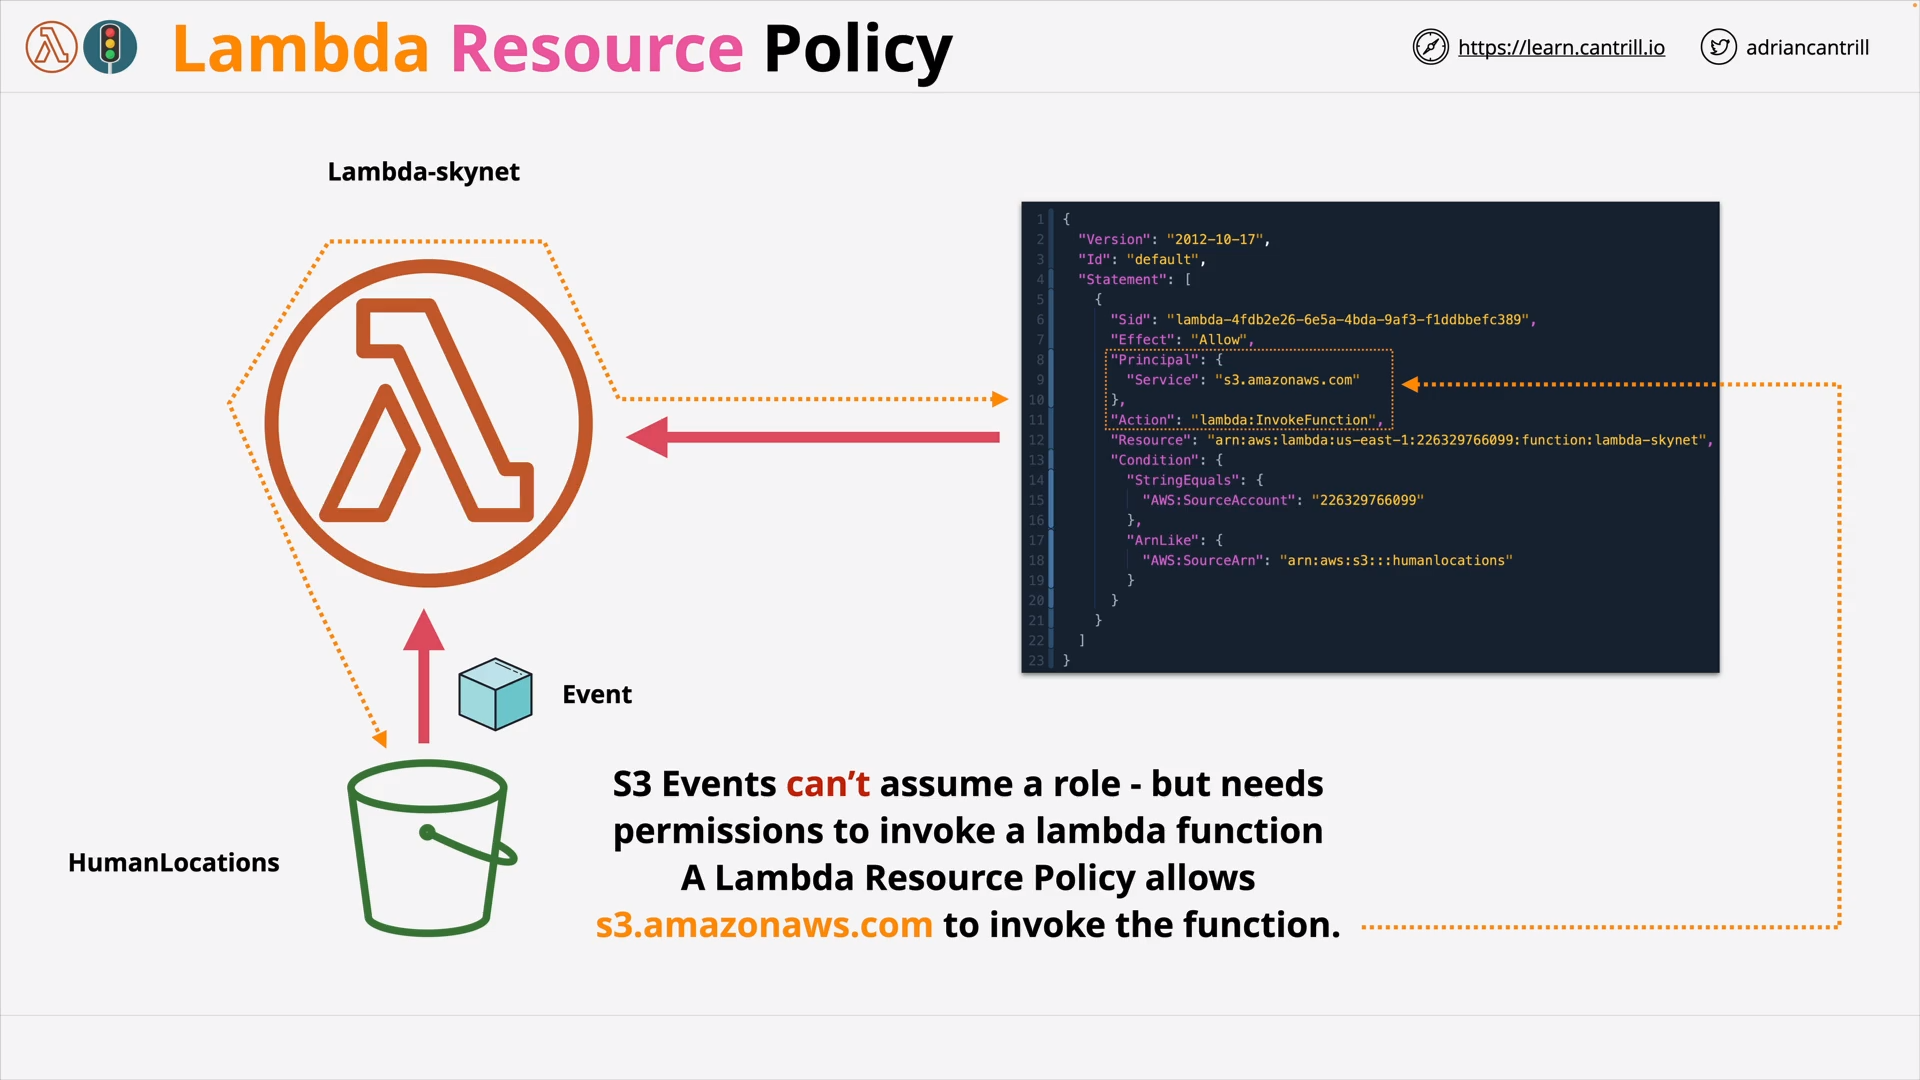 Lambda Resource Policy
https://learn.cantrill.io
adriancantrill
Lambda-skynet
1 {
2 "Version": "2012-10-17",
3 "Id": "default",
4 "Statement": [
5 {
6 "Sid": "lambda-4fdb2e26-6e5a-4bda-9af3-f1ddbbefc389",
7 "Effect": "Allow",
8 "Principal": {
9 "Service": "s3.amazonaws.com"
10 },
11 "Action": "lambda:InvokeFunction",
12 "Resource": "arn:aws:lambda:us-east-1:226329766099:function:lambda-skynet",
13 "Condition": {
14 "StringEquals": {
15 "AWS:SourceAccount": "226329766099"
16 },
17 "ArnLike": {
18 "AWS:SourceArn": "arn:aws:s3:::humanlocations"
19 }
20 }
21 }
22 ]
23 }
Event
HumanLocations
S3 Events can't assume a role - but needs
permissions to invoke a lambda function
A Lambda Resource Policy allows
s3.amazonaws.com to invoke the function.